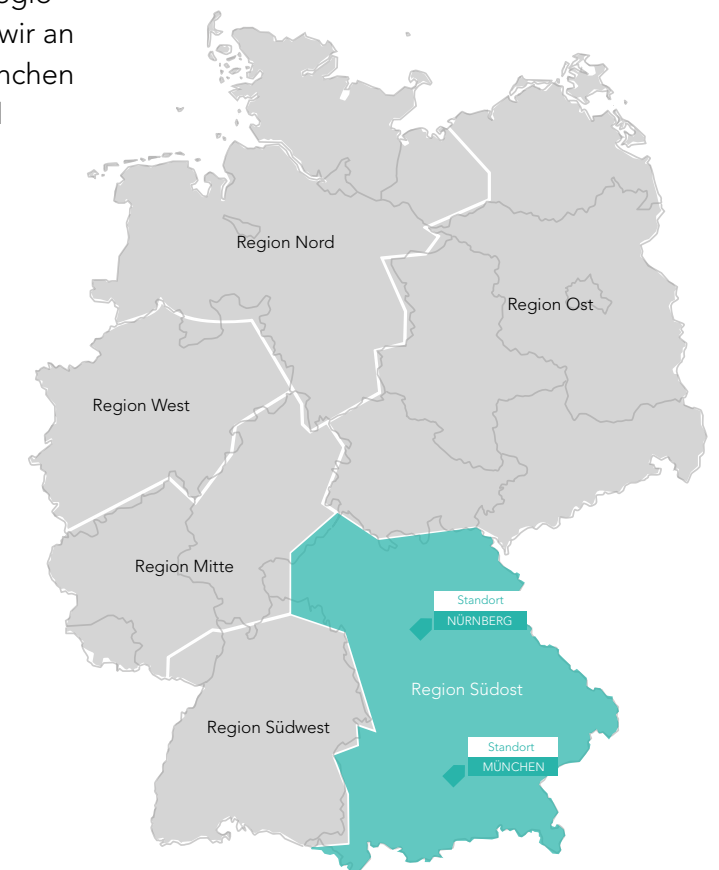 wir an
nchen
Region Nord
Region Ost
Region West
Region Mitte
Standort
NÜRNBERG
Region Südost
Region Südwest
Standort
MÜNCHEN